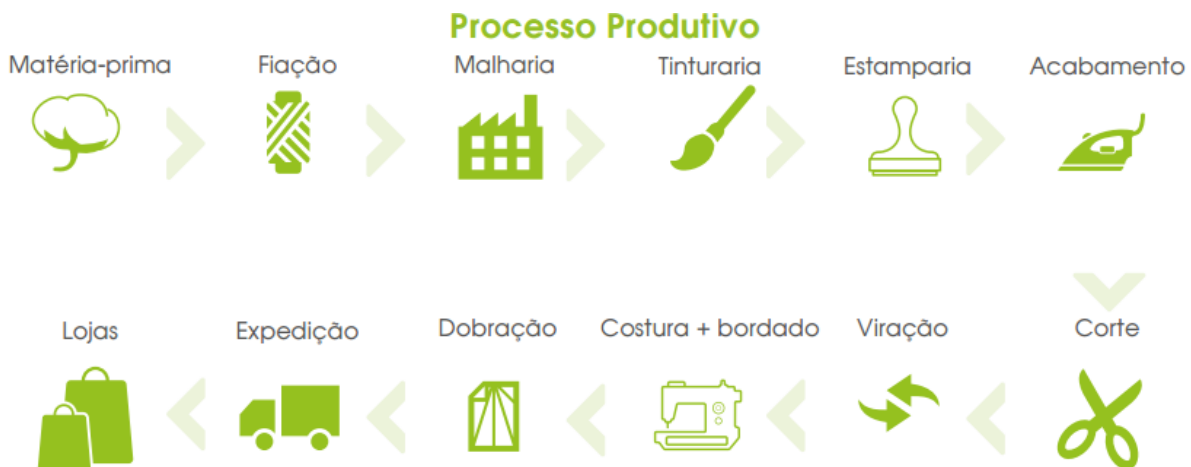 Processo Produtivo
Matéria-prima
Fiação
Malharia
Tinturaria
Estamparia
Acabamento
Lojas
Expedição
Dobração
Costura + bordado
Viração
Corte